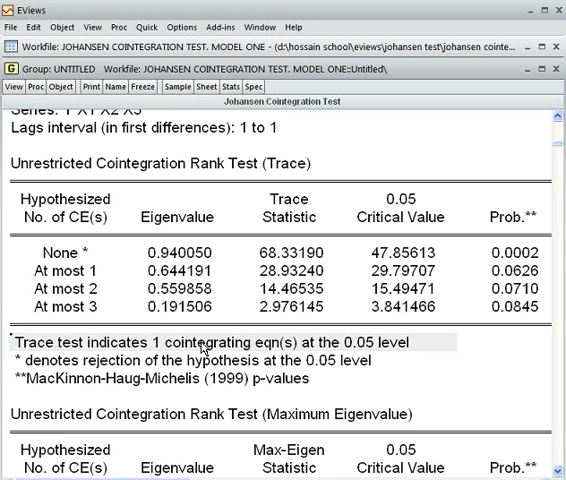 EViews
File Edit Object View Proc Quick Options Add-ins Window Help
Workfile: JOHANSEN COINTEGRATION TEST. MODEL ONE - (d:\hossain school\eviews\johansen test\johansen cointe...
G Group: UNTITLED Workfile: JOHANSEN COINTEGRATION TEST. MODEL ONE::Untitled\
View Proc Object Print Name Freeze Sample Sheet Stats Spec
Johansen Cointegration Test
Series: Y X1 X2 X3
Lags interval (in first differences): 1 to 1
Unrestricted Cointegration Rank Test (Trace)
Hypothesized Trace 0.05
No. of CE(s) Eigenvalue Statistic Critical Value Prob.**
None * 0.940050 68.33190 47.85613 0.0002
At most 1 0.644191 28.93240 29.79707 0.0626
At most 2 0.559858 14.46535 15.49471 0.0710
At most 3 0.191506 2.976145 3.841466 0.0845
Trace test indicates 1 cointegrating eqn(s) at the 0.05 level
* denotes rejection of the hypothesis at the 0.05 level
**MacKinnon-Haug-Michelis (1999) p-values
Unrestricted Cointegration Rank Test (Maximum Eigenvalue)
Hypothesized Max-Eigen 0.05
No. of CE(s) Eigenvalue Statistic Critical Value Prob.**